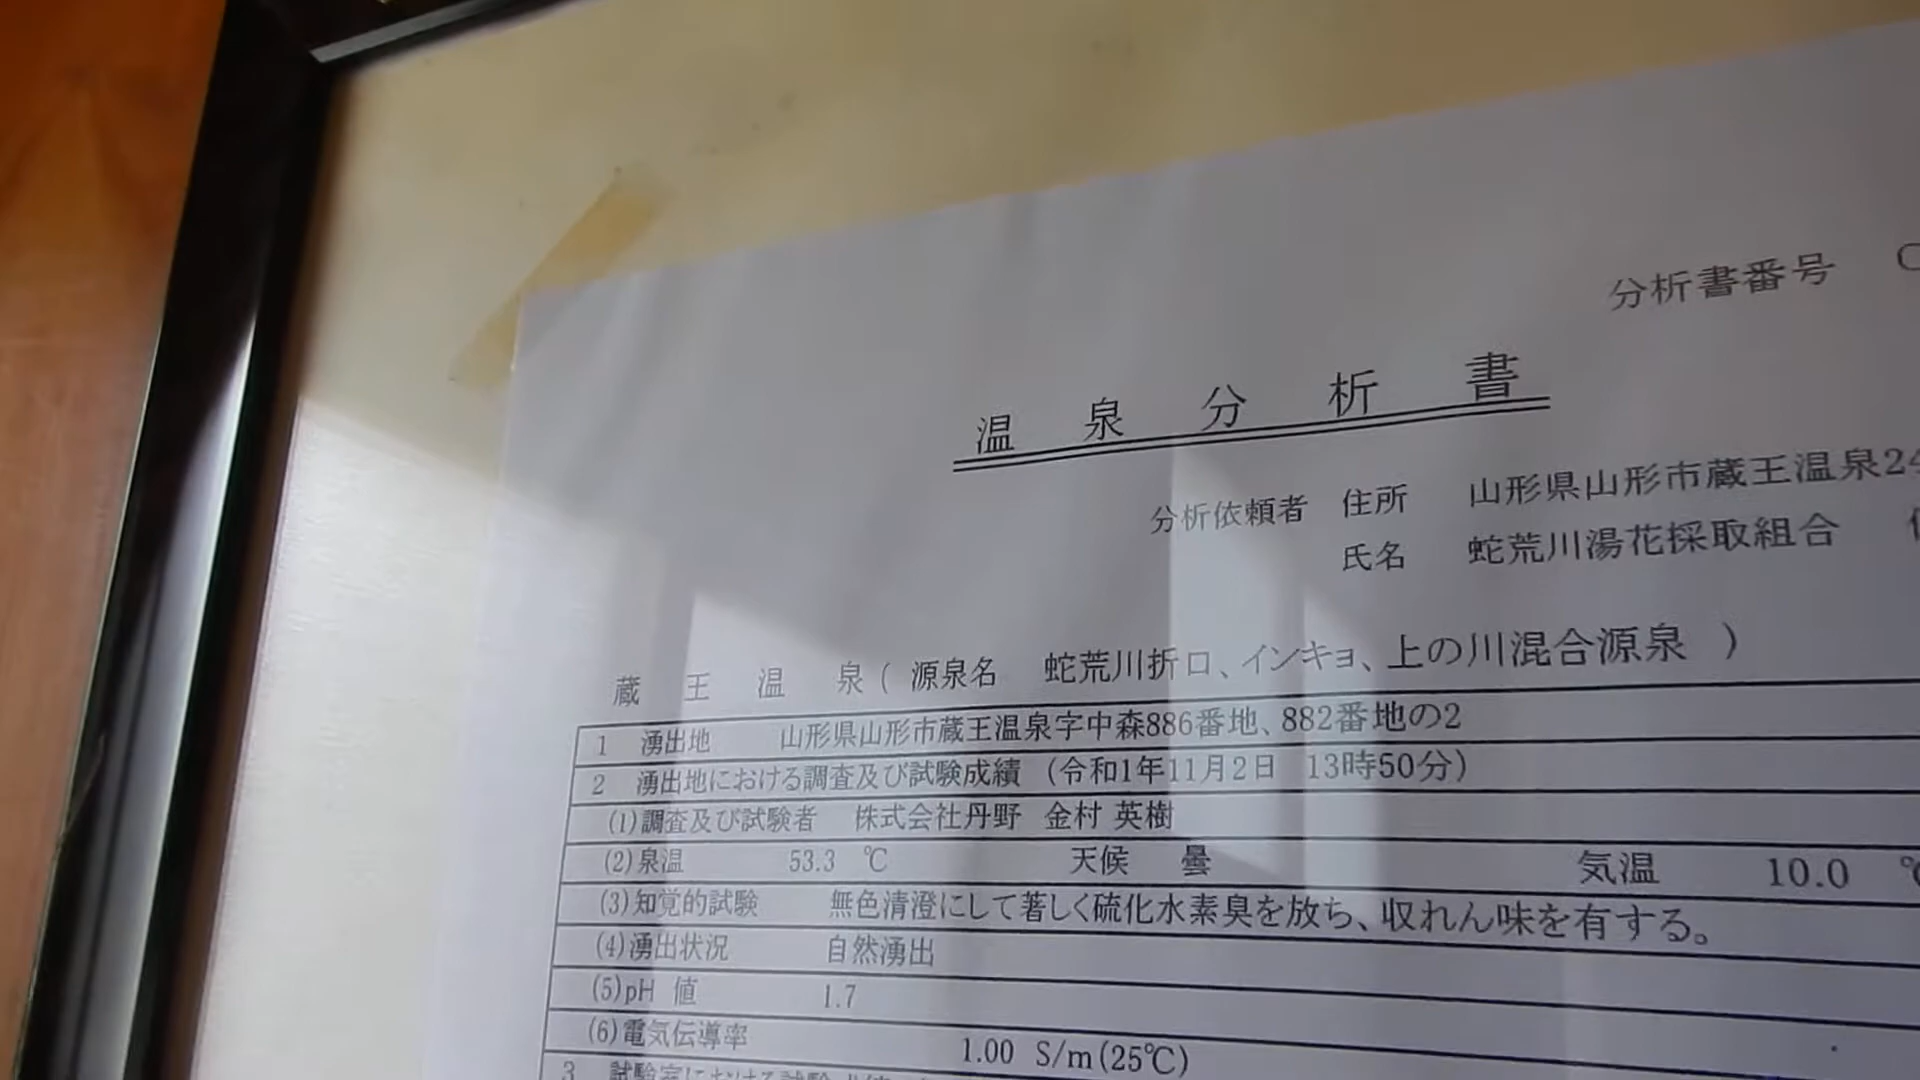 分析書番号
温泉分析書
分析依頼者 住所 山形県山形市蔵王温泉24
氏名 蛇荒川湯花採取組合
蔵王温泉( 源泉名 蛇荒川折口、インキョ、上の川混合源泉 )
1 湧出地 山形県山形市蔵王温泉字中森886番地、882番地の2
2 湧出地における調査及び試験成績 (令和1年11月2日 13時50分)
(1)調査及び試験者 株式会社丹野 金村 英樹
(2)泉温 53.3 ℃ 天候 曇 気温 10.0 ℃
(3)知覚的試験 無色清澄にして著しく硫化水素臭を放ち、収れん味を有する。
(4)湧出状況 自然湧出
(5)pH 値 1.7
(6)電気伝導率 1.00 S/m(25℃)
3